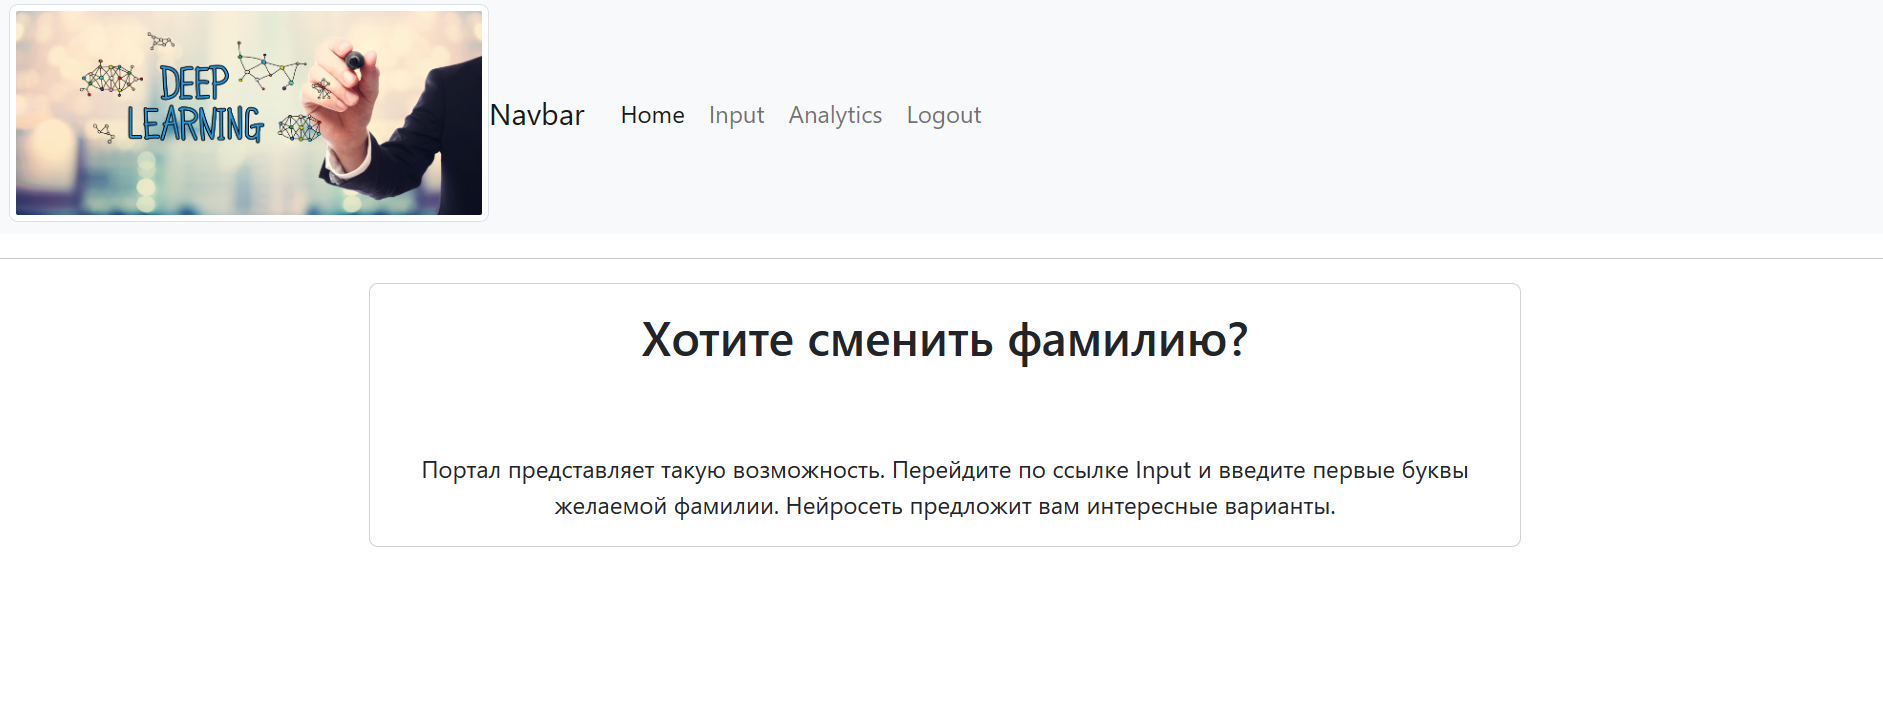 DEEP
LEARNING
Navbar Home Input Analytics Logout
Хотите сменить фамилию?
Портал представляет такую возможность. Перейдите по ссылке Input и введите первые буквы
желаемой фамилии. Нейросеть предложит вам интересные варианты.